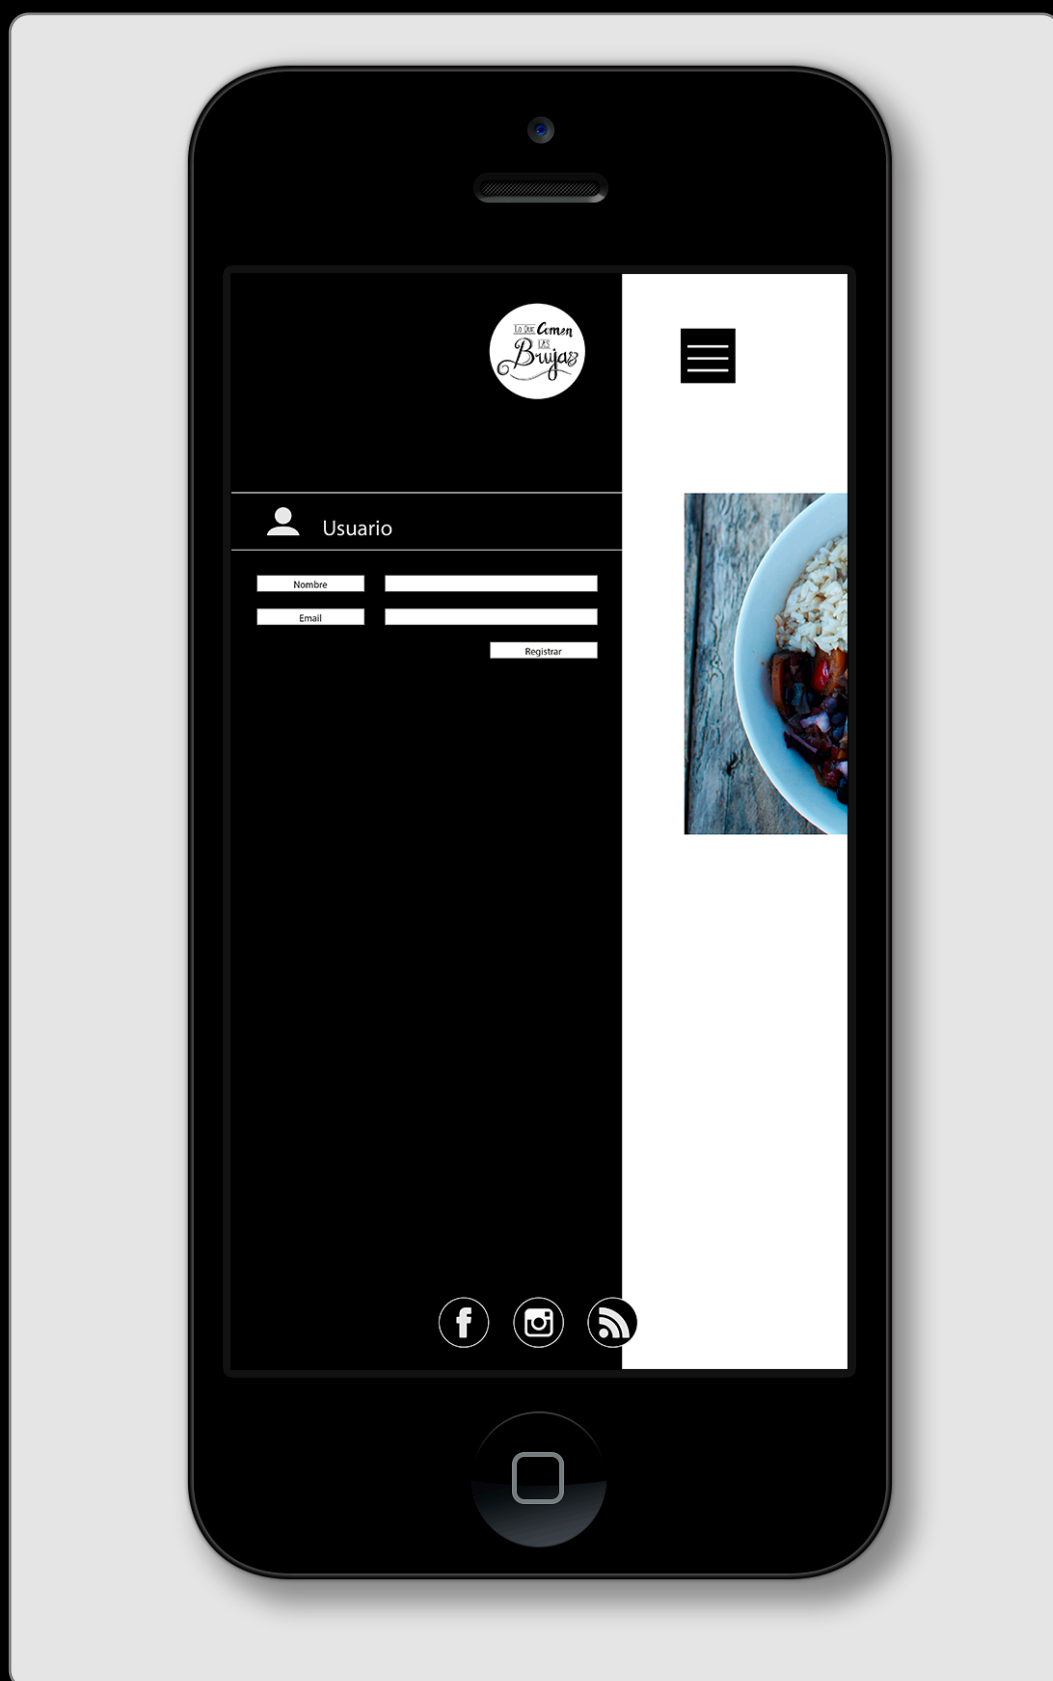 Lo Que Comen
LAS
Brujas
Usuario
Nombre
Email
Registrar